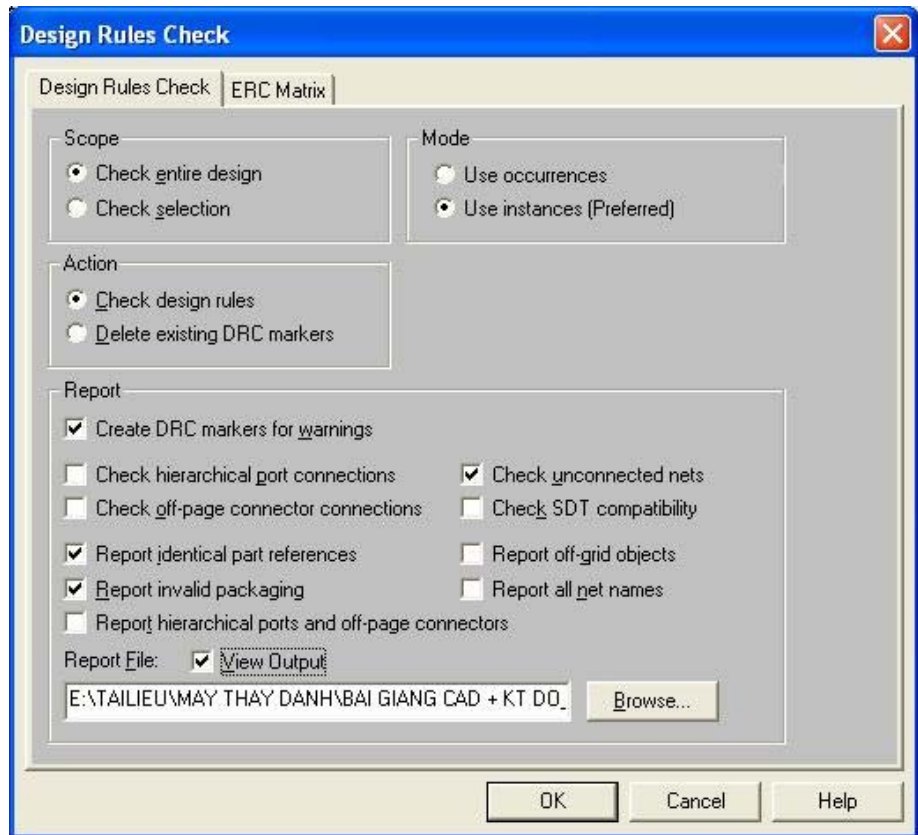 Design Rules Check
Design Rules Check ERC Matrix
Scope
Check entire design
Check selection
Mode
Use occurrences
Use instances (Preferred)
Action
Check design rules
Delete existing DRC markers
Report
Create DRC markers for warnings
Check hierarchical port connections
Check unconnected nets
Check off-page connector connections
Check SDT compatibility
Report identical part references
Report off-grid objects
Report invalid packaging
Report all net names
Report hierarchical ports and off-page connectors
Report File: View Output
E:\TAILIEU\MAY THAY DANH\BAI GIANG CAD + KT DO_
Browse...
OK Cancel Help